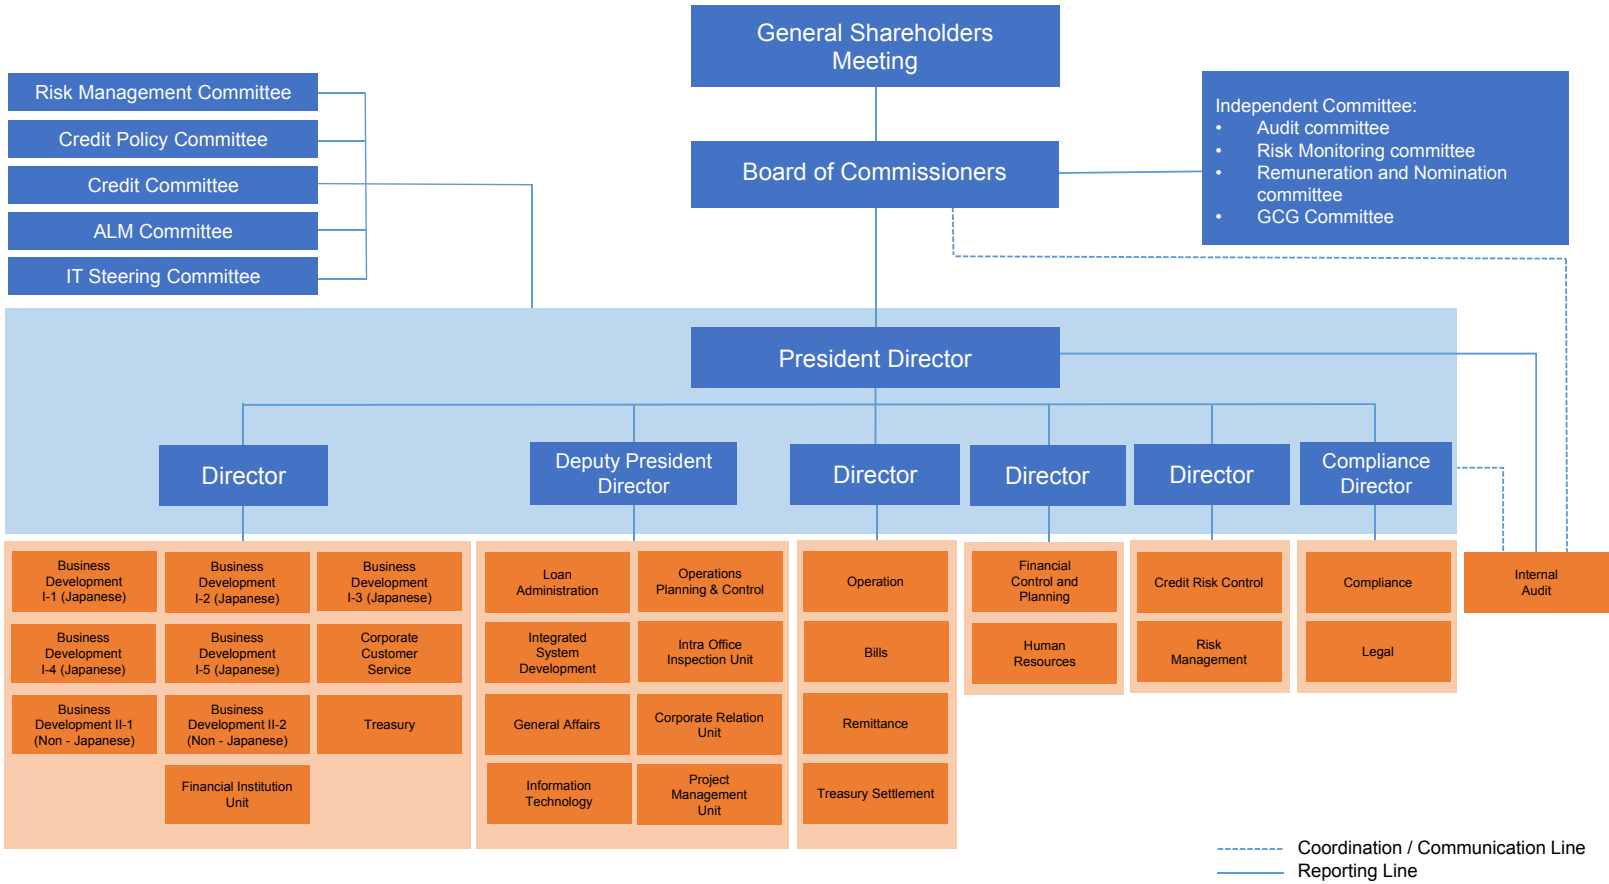 General Shareholders
Meeting
Risk Management Committee
Credit Policy Committee
Credit Committee
ALM Committee
IT Steering Committee
Board of Commissioners
Independent Committee:
• Audit committee
• Risk Monitoring committee
• Remuneration and Nomination
committee
• GCG Committee
President Director
Director
Deputy President
Director
Director
Director
Director
Compliance
Director
Business
Development
I-1 (Japanese)
Business
Development
I-2 (Japanese)
Business
Development
I-3 (Japanese)
Business
Development
I-4 (Japanese)
Business
Development
I-5 (Japanese)
Corporate
Customer
Service
Business
Development II-1
(Non - Japanese)
Business
Development II-2
(Non - Japanese)
Treasury
Financial Institution
Unit
Loan
Administration
Operations
Planning & Control
Integrated
System
Development
Intra Office
Inspection Unit
General Affairs
Corporate Relation
Unit
Information
Technology
Project
Management
Unit
Operation
Bills
Remittance
Treasury Settlement
Financial
Control and
Planning
Human
Resources
Credit Risk Control
Risk
Management
Compliance
Legal
Internal
Audit
Coordination / Communication Line
Reporting Line